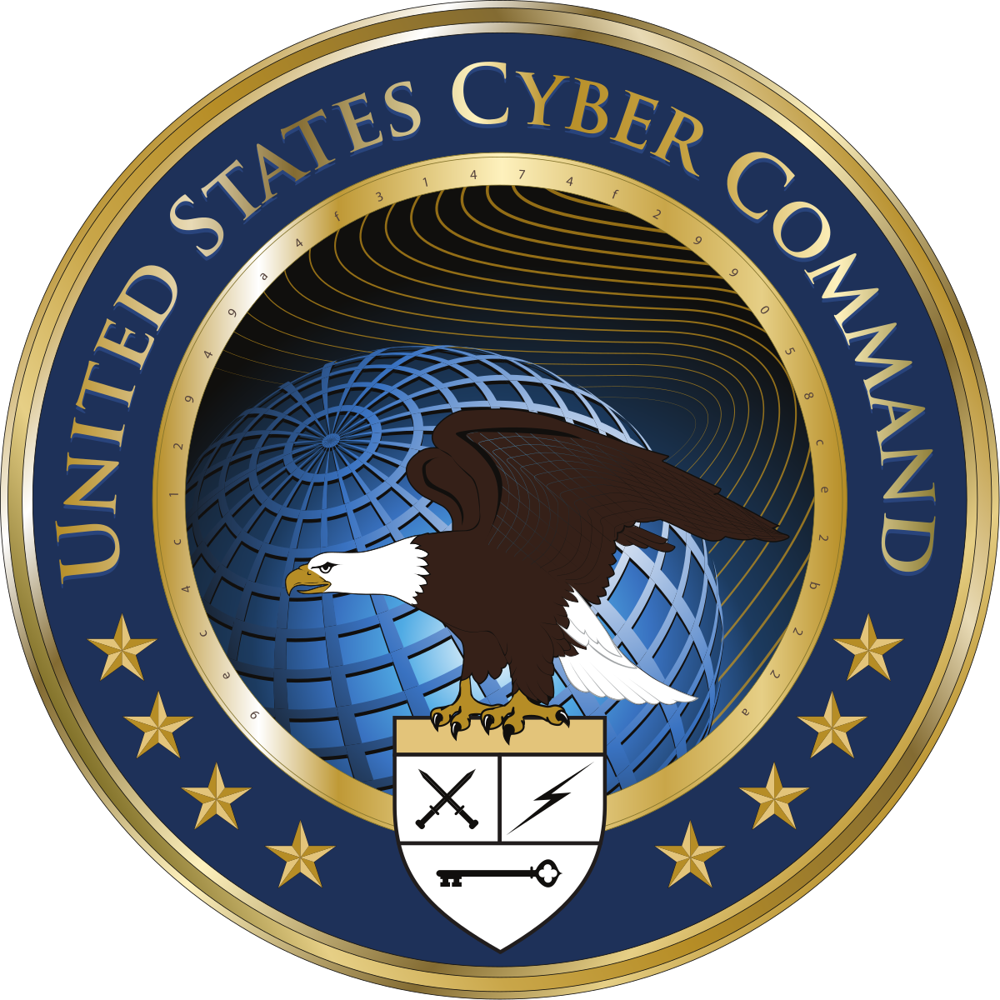 UNITED STATES CYBER COMMAND
9ec4c12949a4f31474f299058ce2b22a